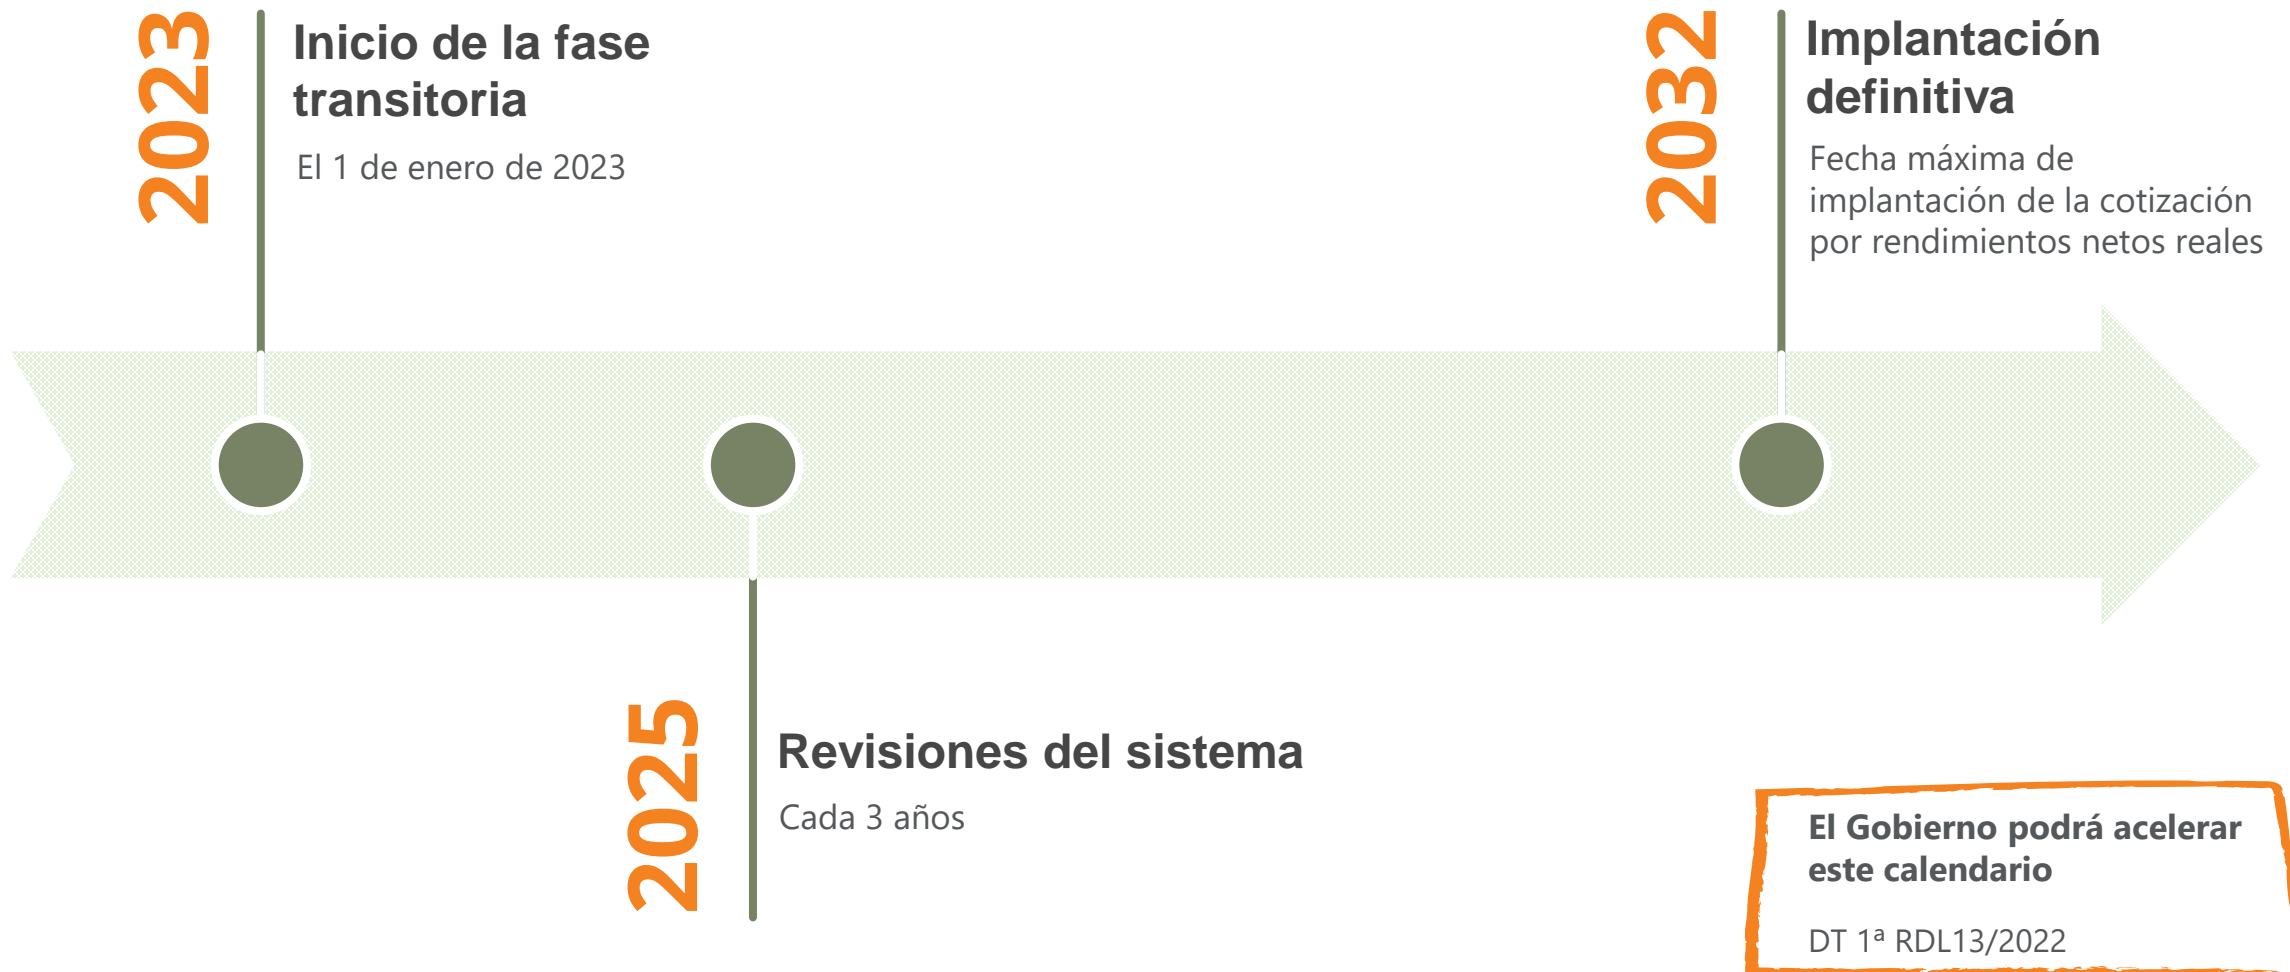 2023
Inicio de la fase
transitoria
El 1 de enero de 2023
2032
Implantación
definitiva
Fecha máxima de
implantación de la cotización
por rendimientos netos reales
2025
Revisiones del sistema
Cada 3 años
El Gobierno podrá acelerar
este calendario
DT 1ª RDL13/2022